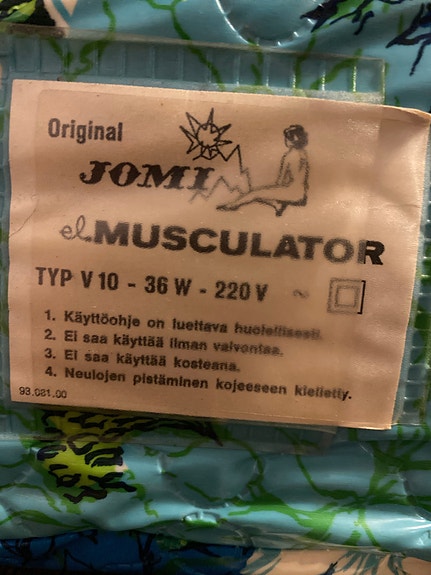 Original
JOMI
el.MUSCULATOR
TYP V 10 - 36 W - 220 V ~
1. Käyttöohje on luettava huolellisesti.
2. Ei saa käyttää ilman valvontaa.
3. Ei saa käyttää kosteana.
4. Neulojen pistäminen kojeeseen kielletty.
93.021.00